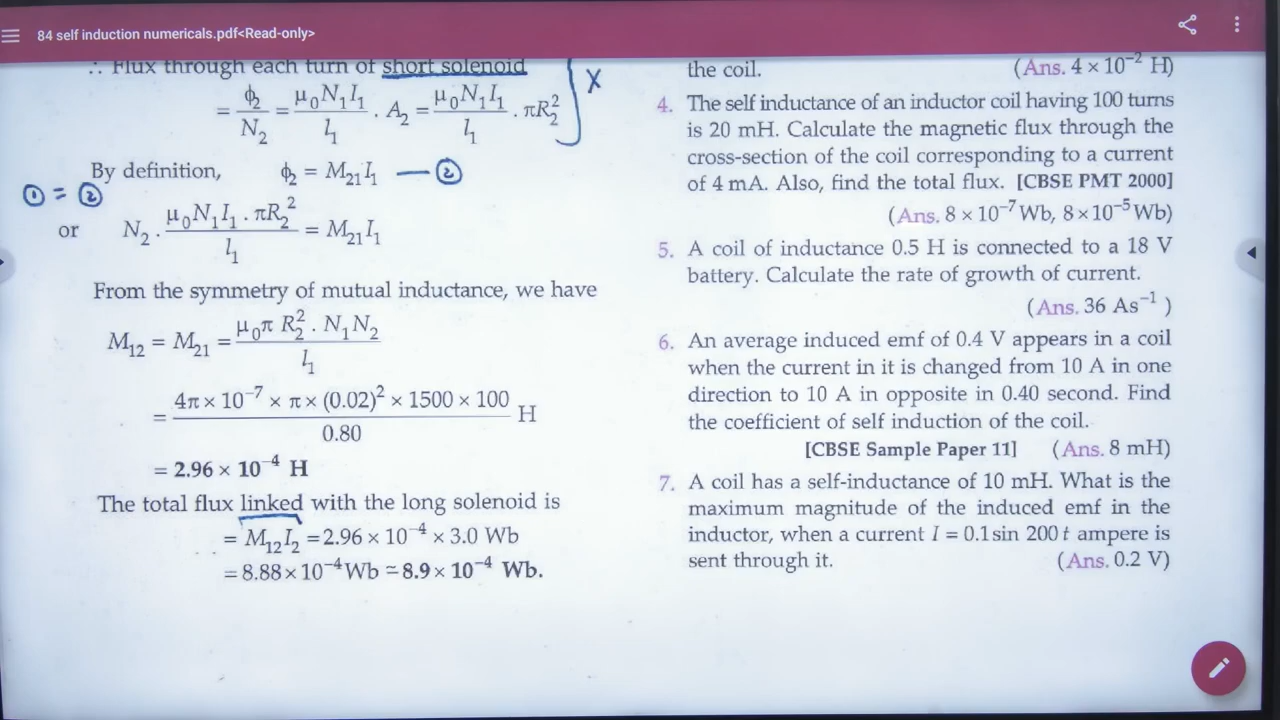 84 self induction numericals.pdf<Read-only>
∴ Flux through each turn of short solenoid
= ϕ₂/N₂ = μ₀N₁I₁/l₁ . A₂ = μ₀N₁I₁/l₁ . πR₂² X
By definition, ϕ₂ = M₂₁I₁ — ②
① = ②
or N₂ . μ₀N₁I₁ . πR₂²/l₁ = M₂₁I₁
From the symmetry of mutual inductance, we have
M₁₂ = M₂₁ = μ₀π R₂² . N₁N₂/l₁
= 4π × 10⁻⁷ × π × (0.02)² × 1500 × 100/0.80 H
= 2.96 × 10⁻⁴ H
The total flux linked with the long solenoid is
= M₁₂I₂ = 2.96 × 10⁻⁴ × 3.0 Wb
= 8.88 × 10⁻⁴ Wb ≃ 8.9 × 10⁻⁴ Wb.
the coil. (Ans. 4 × 10⁻² H)
4. The self inductance of an inductor coil having 100 turns
is 20 mH. Calculate the magnetic flux through the
cross-section of the coil corresponding to a current
of 4 mA. Also, find the total flux. [CBSE PMT 2000]
(Ans. 8 × 10⁻⁷ Wb, 8 × 10⁻⁵ Wb)
5. A coil of inductance 0.5 H is connected to a 18 V
battery. Calculate the rate of growth of current.
(Ans. 36 As⁻¹ )
6. An average induced emf of 0.4 V appears in a coil
when the current in it is changed from 10 A in one
direction to 10 A in opposite in 0.40 second. Find
the coefficient of self induction of the coil.
[CBSE Sample Paper 11] (Ans. 8 mH)
7. A coil has a self-inductance of 10 mH. What is the
maximum magnitude of the induced emf in the
inductor, when a current I = 0.1 sin 200 t ampere is
sent through it. (Ans. 0.2 V)